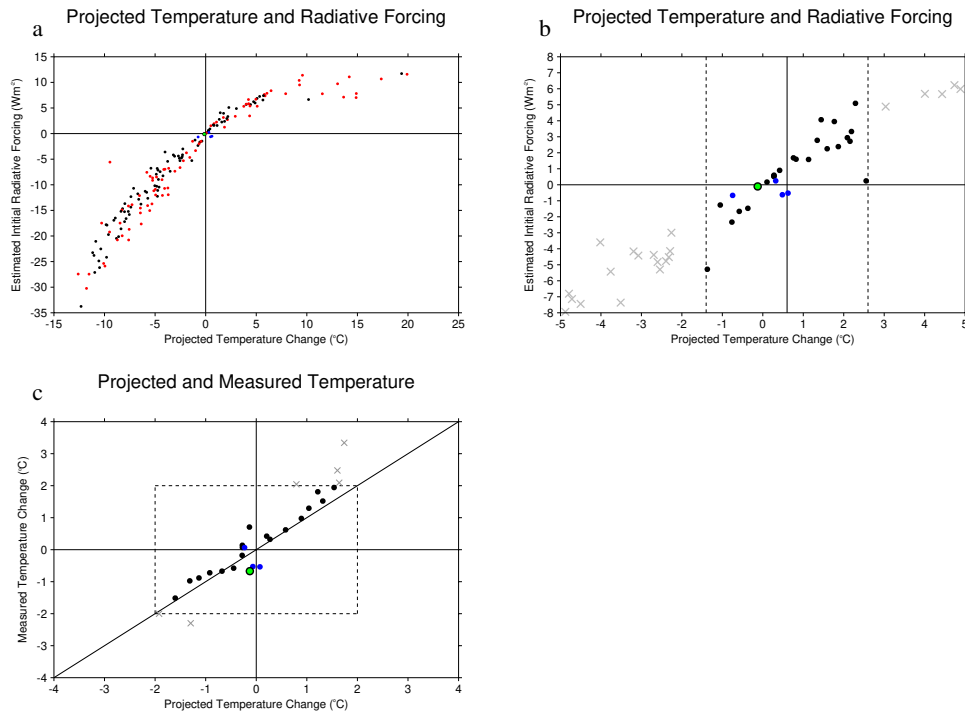 Projected Temperature and Radiative Forcing
a
15
10
5
0
-5
-10
-15
-20
-25
-30
-35
Estimated Intitial Radiative Forcing (Wm⁻²)
-15 -10 -5 0 5 10 15 20 25
Projected Temperature Change (°C)
Projected Temperature and Radiative Forcing
b
8
7
6
5
4
3
2
1
0
-1
-2
-3
-4
-5
-6
-7
-8
Estimated Intitial Radiative Forcing (Wm⁻²)
-5 -4 -3 -2 -1 0 1 2 3 4 5
Projected Temperature Change (°C)
Projected and Measured Temperature
c
4
3
2
1
0
-1
-2
-3
-4
Measured Temperature Change (°C)
-4 -3 -2 -1 0 1 2 3 4
Projected Temperature Change (°C)